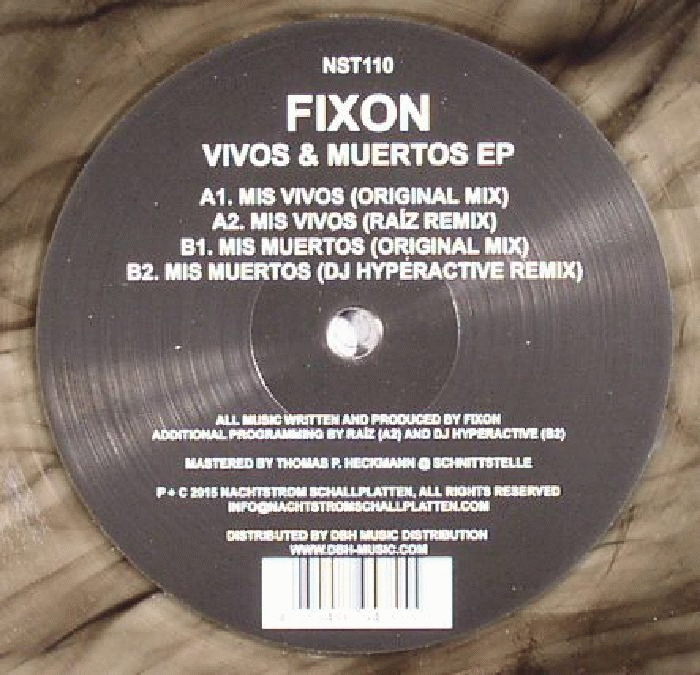 NST110
FIXON
VIVOS & MUERTOS EP
A1. MIS VIVOS (ORIGINAL MIX)
A2. MIS VIVOS (RAÍZ REMIX)
B1. MIS MUERTOS (ORIGINAL MIX)
B2. MIS MUERTOS (DJ HYPERACTIVE REMIX)
ALL MUSIC WRITTEN AND PRODUCED BY FIXON
ADDITIONAL PROGRAMMING BY RAÍZ (A2) AND DJ HYPERACTIVE (B2)
MASTERED BY THOMAS P. HECKMANN @ SCHNITTSTELLE
P + C 2015 NACHTSTROM SCHALLPLATTEN, ALL RIGHTS RESERVED
INFO@NACHTSTROMSCHALLPLATTEN.COM
DISTRIBUTED BY DBH MUSIC DISTRIBUTION
WWW.DBH-MUSIC.COM